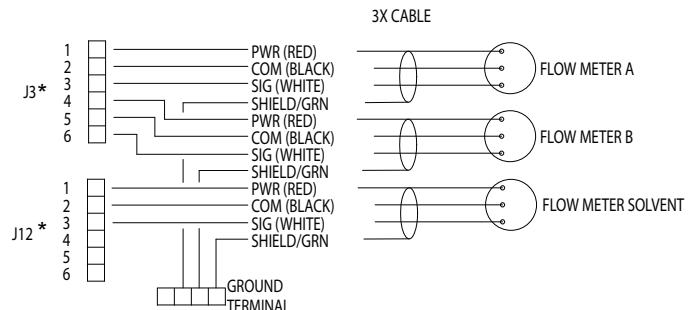 3X CABLE
1 PWR (RED)
2 COM (BLACK)
3 SIG (WHITE)
FLOW METER A
J3*
4 SHIELD/GRN
5 PWR (RED)
6 COM (BLACK)
FLOW METER B
SIG (WHITE)
SHIELD/GRN
1 PWR (RED)
2 COM (BLACK)
FLOW METER SOLVENT
3 SIG (WHITE)
J12 *
4 SHIELD/GRN
5
6
GROUND
TERMINAL